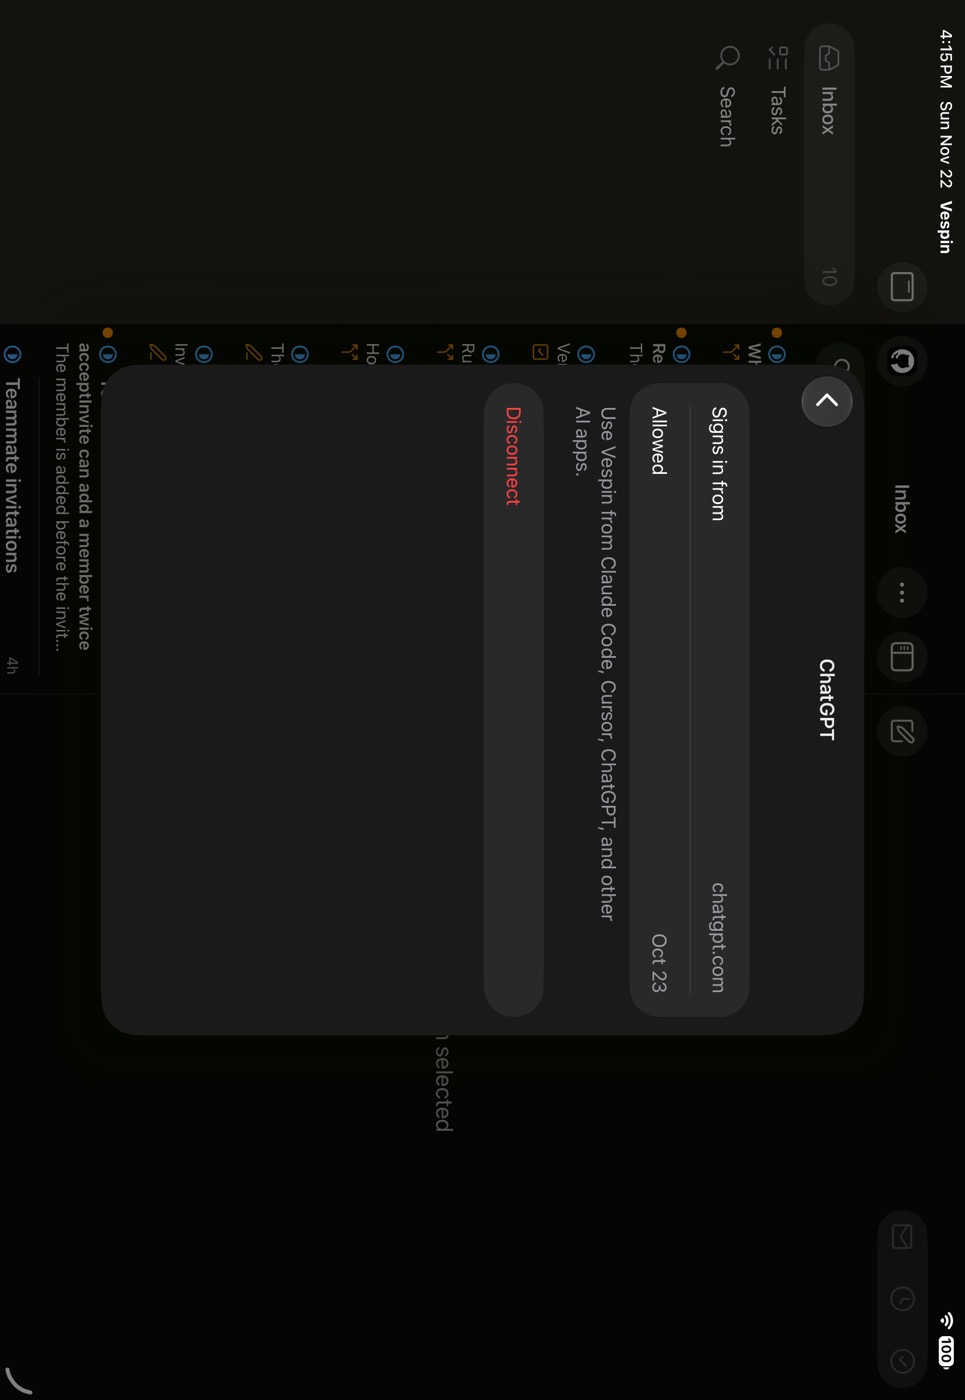 4:15 PM Sun Nov 22 Vespin
100
Inbox
Inbox 10
Tasks
Search
ChatGPT
Signs in from chatgpt.com
Allowed Oct 23
Use Vespin from Claude Code, Cursor, ChatGPT, and other
AI apps.
Disconnect
selected
acceptInvite can add a member twice
The member is added before the invit...
Teammate invitations 4h